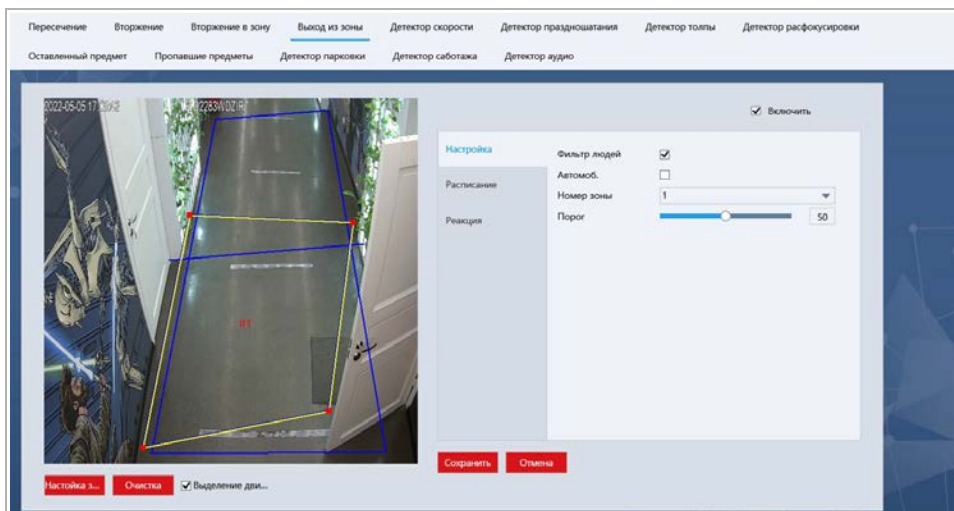 Пересечение Вторжение Вторжение в зону Выход из зоны Детектор скорости Детектор праздношатания Детектор толпы Детектор расфокусировки
Оставленный предмет Пропавшие предметы Детектор парковки Детектор саботажа Детектор аудио
2022-05-05 17
Включить
Настройка
Фильтр людей
Автомоб.
Расписание
Номер зоны 1
Реакция
Порог 50
#1
Сохранить Отмена
Настойка з... Очистка Выделение дви...